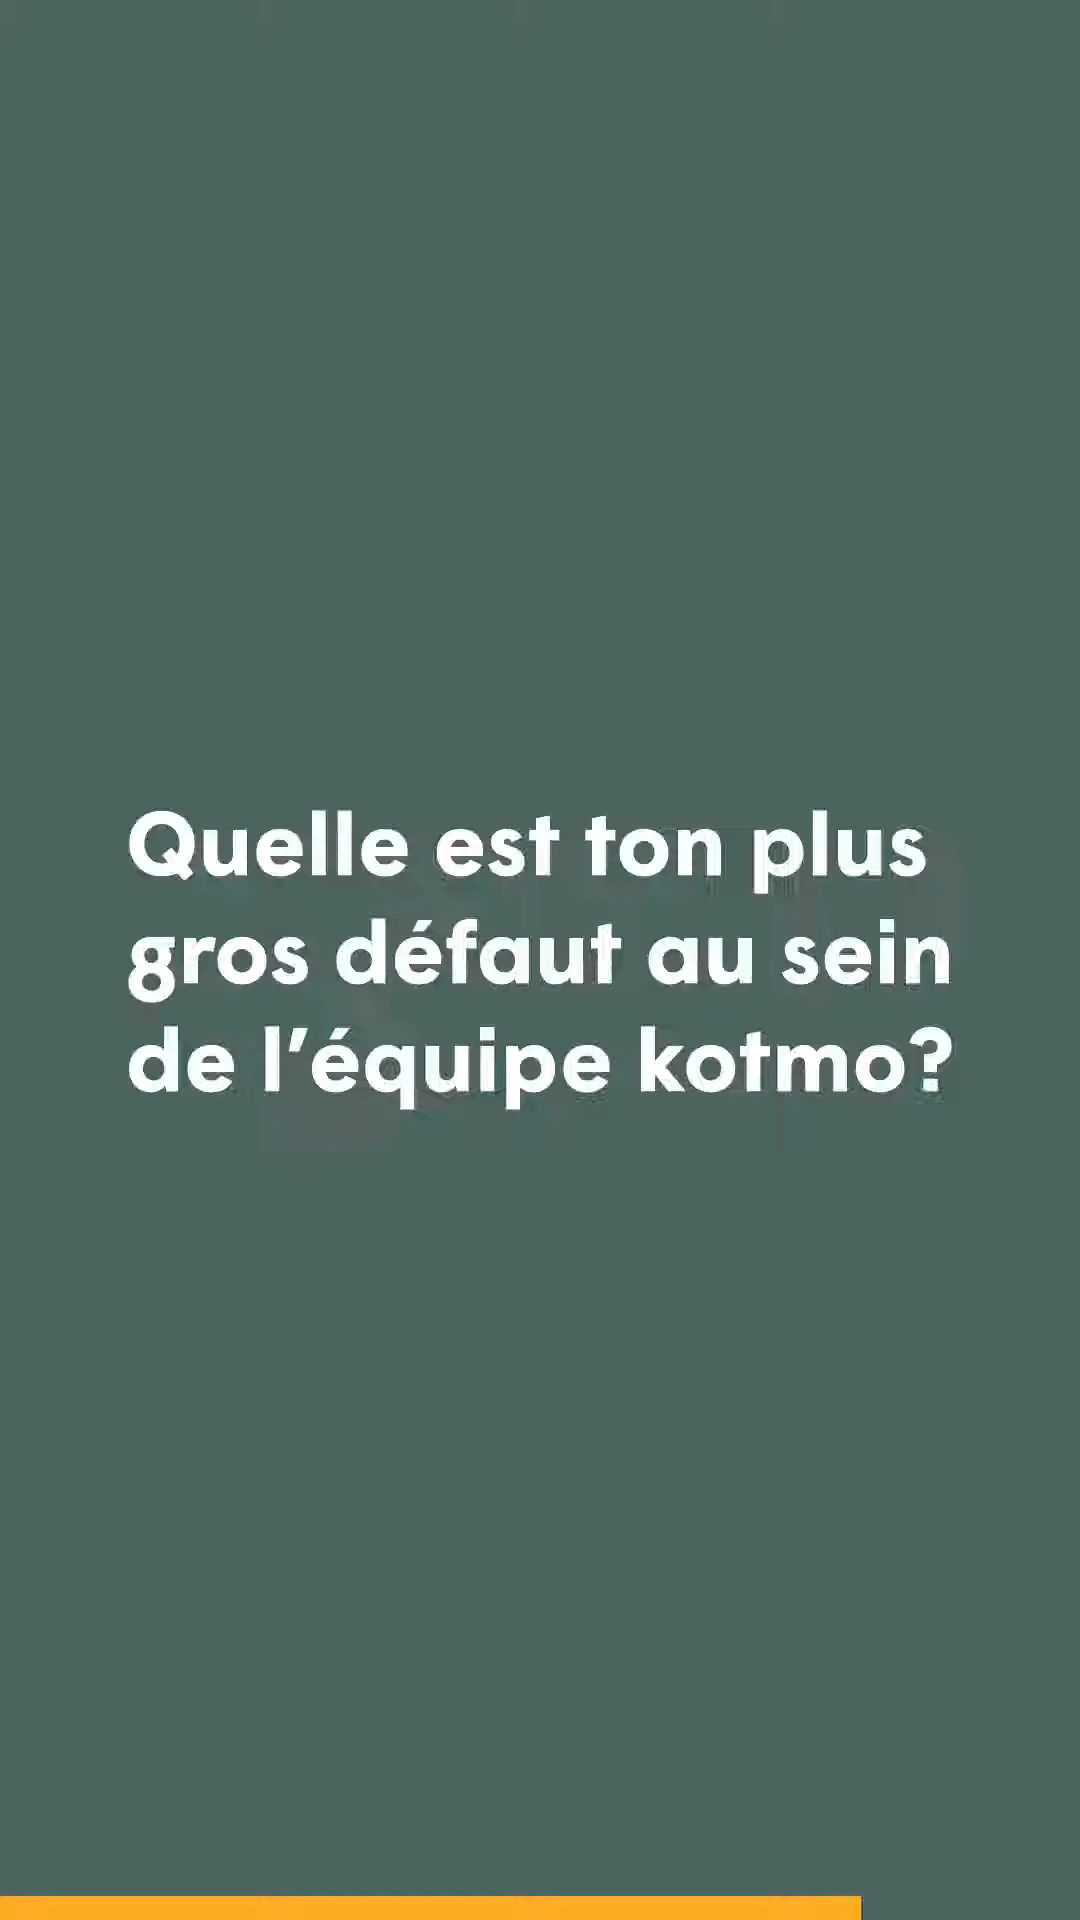 Quelle est ton plus
gros défaut au sein
de l’équipe kotmo?